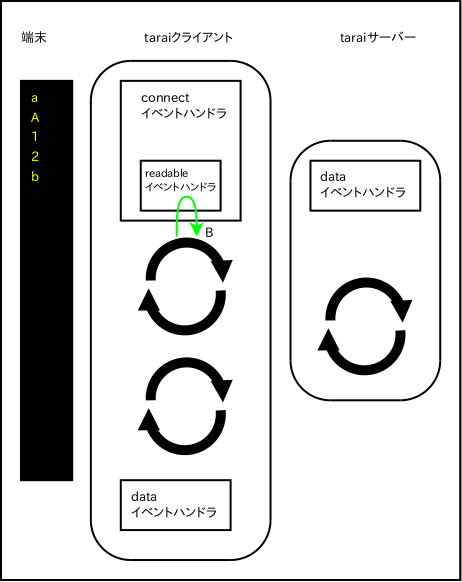 端末
taraiクライアント
taraiサーバー
a
A
1
2
b
connect
イベントハンドラ
readable
イベントハンドラ
B
data
イベントハンドラ
data
イベントハンドラ